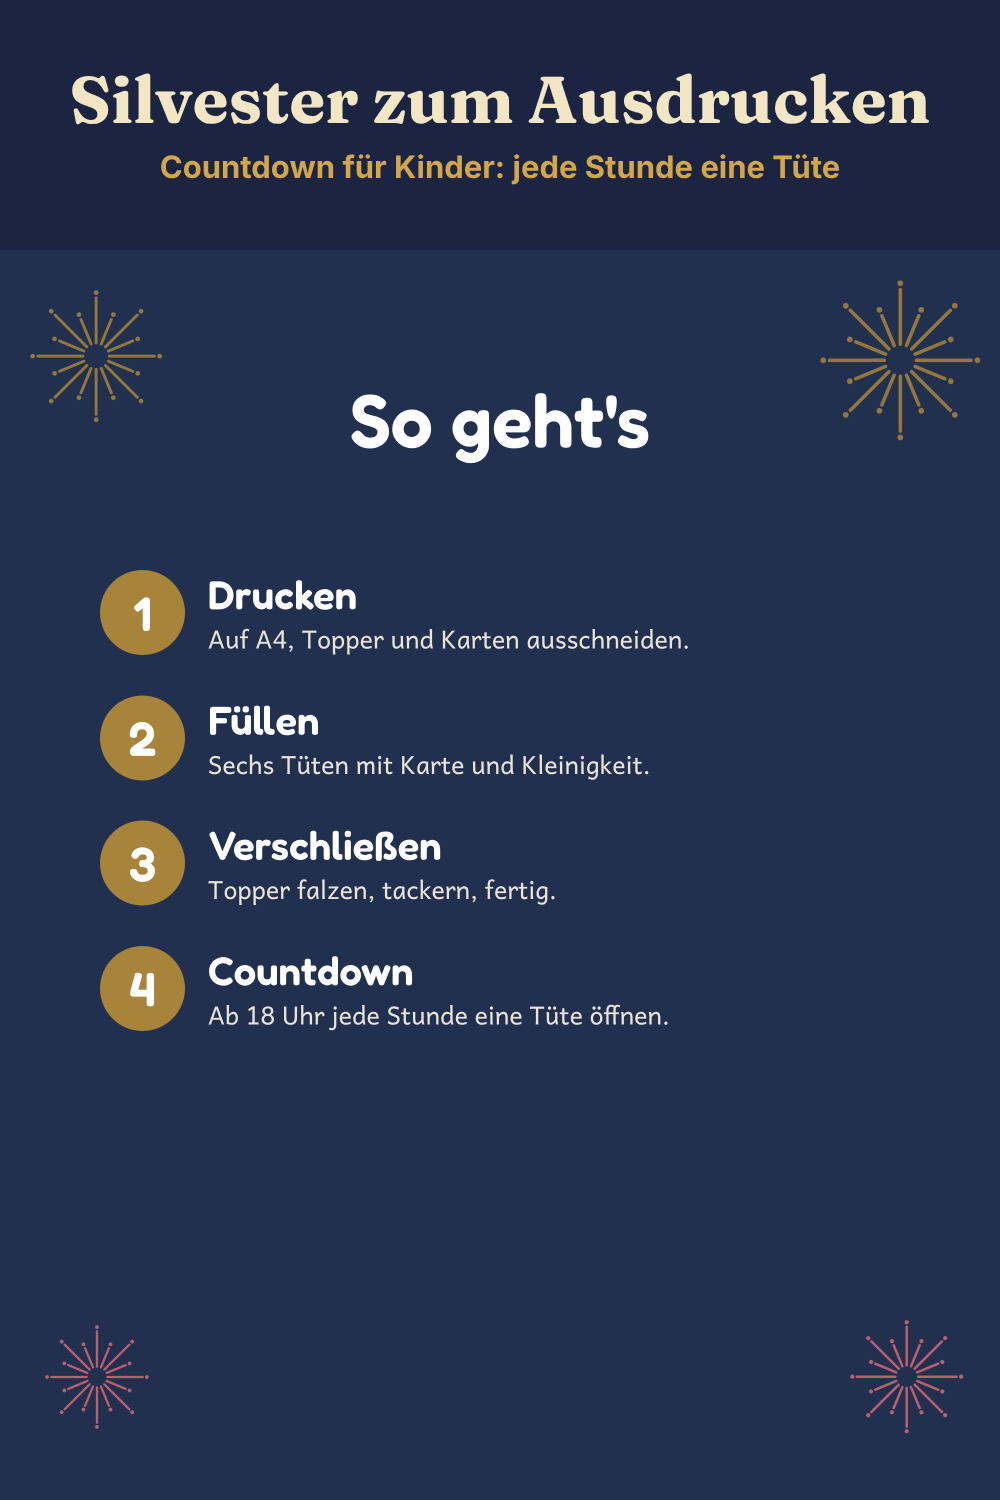 Silvester zum Ausdrucken
Countdown für Kinder: jede Stunde eine Tüte
So geht's
1
Drucken
Auf A4, Topper und Karten ausschneiden.
2
Füllen
Sechs Tüten mit Karte und Kleinigkeit.
3
Verschließen
Topper falzen, tackern, fertig.
4
Countdown
Ab 18 Uhr jede Stunde eine Tüte öffnen.